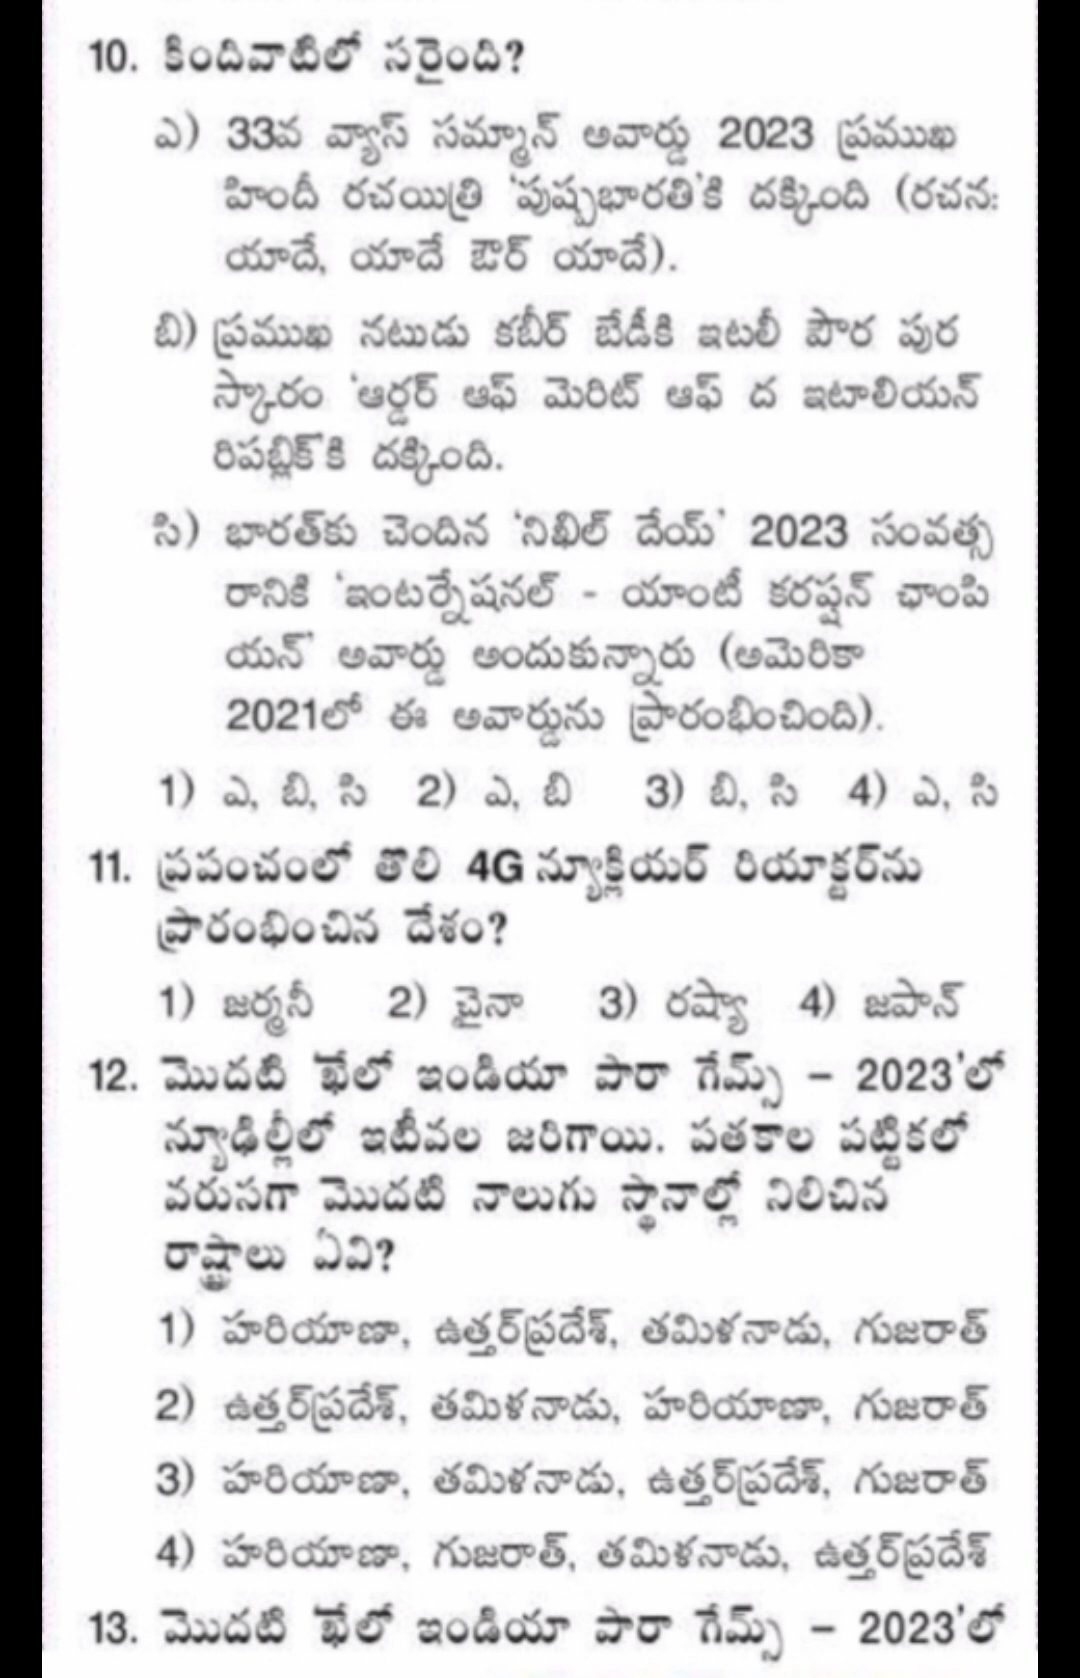 10. కిందివాటిలో సరైంది?
ఎ) 33వ వ్యాస్ సమ్మాన్ అవార్డు 2023 ప్రముఖ
హిందీ రచయిత్రి 'పుష్పభారతి'కి దక్కింది (రచన:
యాదే, యాదే ఔర్ యాదే).
బి) ప్రముఖ నటుడు కబీర్ బేడీకి ఇటలీ పౌర పుర
స్కారం 'ఆర్డర్ ఆఫ్ మెరిట్ ఆఫ్ ద ఇటాలియన్
రిపబ్లిక్'కి దక్కింది.
సి) భారత్‌కు చెందిన 'నిఖిల్ దేయ్' 2023 సంవత్స
రానికి 'ఇంటర్నేషనల్ - యాంటీ కరప్షన్ ఛాంపి
యన్' అవార్డు అందుకున్నారు (అమెరికా
2021లో ఈ అవార్డును ప్రారంభించింది).
1) ఎ, బి, సి 2) ఎ, బి 3) బి, సి 4) ఎ, సి
11. ప్రపంచంలో తొలి 4G న్యూక్లియర్ రియాక్టర్‌ను
ప్రారంభించిన దేశం?
1) జర్మనీ 2) చైనా 3) రష్యా 4) జపాన్
12. మొదటి 'ఖేలో ఇండియా పారా గేమ్స్ – 2023'లో
న్యూఢిల్లీలో ఇటీవల జరిగాయి. పతకాల పట్టికలో
వరుసగా మొదటి నాలుగు స్థానాల్లో నిలిచిన
రాష్ట్రాలు ఏవి?
1) హరియాణా, ఉత్తర్‌ప్రదేశ్, తమిళనాడు, గుజరాత్
2) ఉత్తర్‌ప్రదేశ్, తమిళనాడు, హరియాణా, గుజరాత్
3) హరియాణా, తమిళనాడు, ఉత్తర్‌ప్రదేశ్, గుజరాత్
4) హరియాణా, గుజరాత్, తమిళనాడు, ఉత్తర్‌ప్రదేశ్
13. మొదటి 'ఖేలో ఇండియా పారా గేమ్స్ – 2023'లో